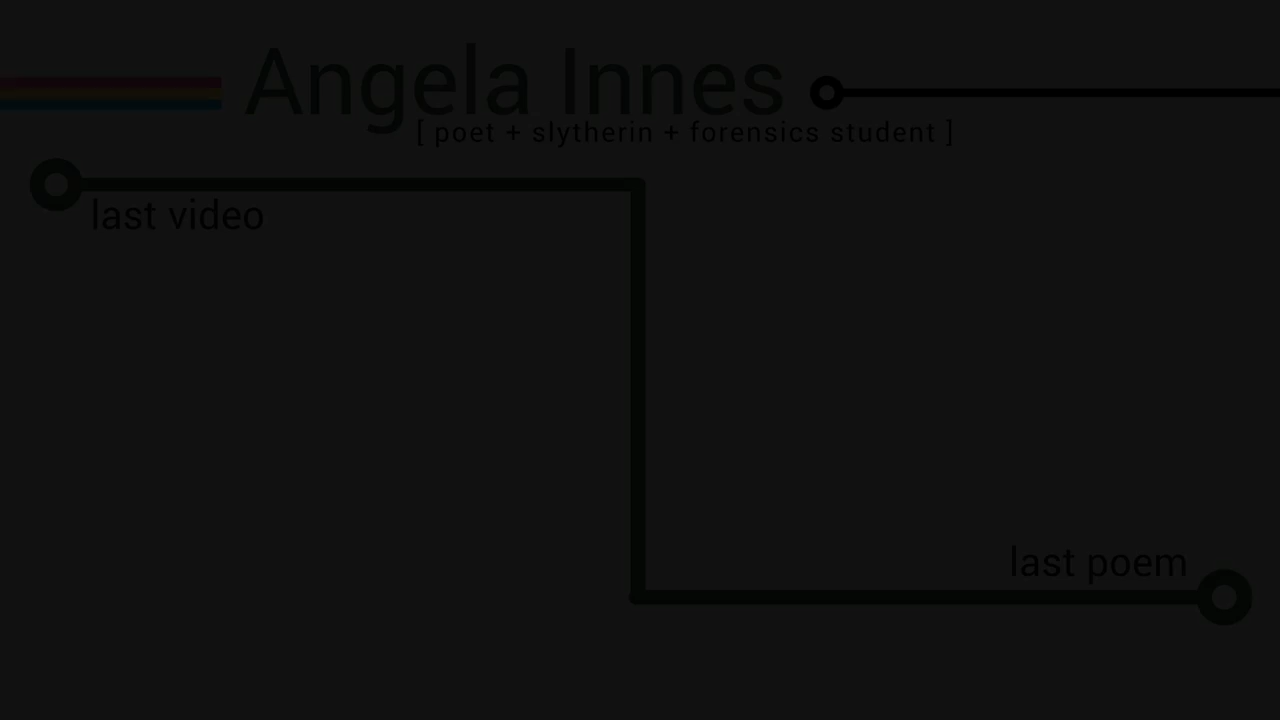 Angela Innes
[ poet + slytherin + forensics student ]
last video
last poem